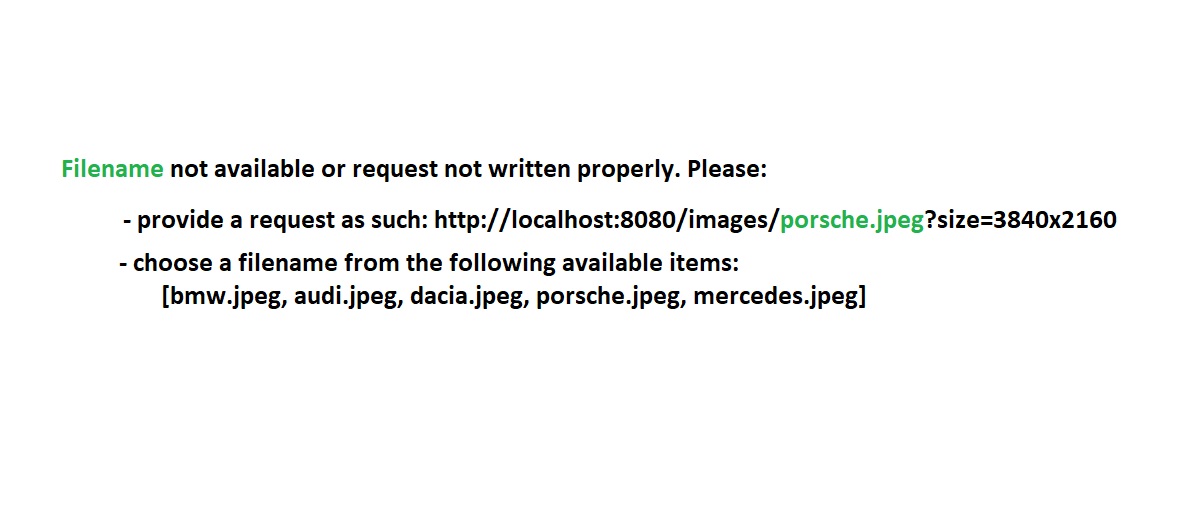 Filename not available or request not written properly. Please:
- provide a request as such: http://localhost:8080/images/porsche.jpeg?size=3840x2160
- choose a filename from the following available items:
[bmw.jpeg, audi.jpeg, dacia.jpeg, porsche.jpeg, mercedes.jpeg]